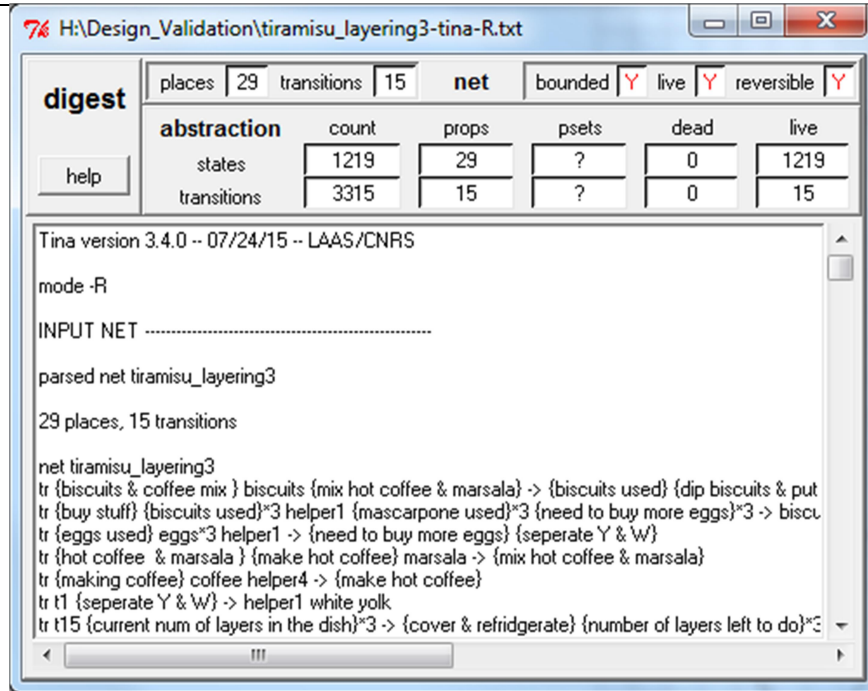 H:\Design_Validation\tiramisu_layering3-tina-R.txt
digest places 29 transitions 15 net bounded Y live Y reversible Y
abstraction count props psets dead live
help states 1219 29 ? 0 1219
transitions 3315 15 ? 0 15
Tina version 3.4.0 -- 07/24/15 -- LAAS/CNRS
mode -R
INPUT NET -------------------------------------------------------
parsed net tiramisu_layering3
29 places, 15 transitions
net tiramisu_layering3
tr {biscuits & coffee mix } biscuits {mix hot coffee & marsala} -> {biscuits used} {dip biscuits & put
tr {buy stuff} {biscuits used}*3 helper1 {mascarpone used}*3 {need to buy more eggs}*3 -> biscu
tr {eggs used} eggs*3 helper1 -> {need to buy more eggs} {seperate Y & W}
tr {hot coffee  & marsala } {make hot coffee} marsala -> {mix hot coffee & marsala}
tr {making coffee} coffee helper4 -> {make hot coffee}
tr t1 {seperate Y & W} -> helper1 white yolk
tr t15 {current num of layers in the dish}*3 -> {cover & refridgerate} {number of layers left to do}*3